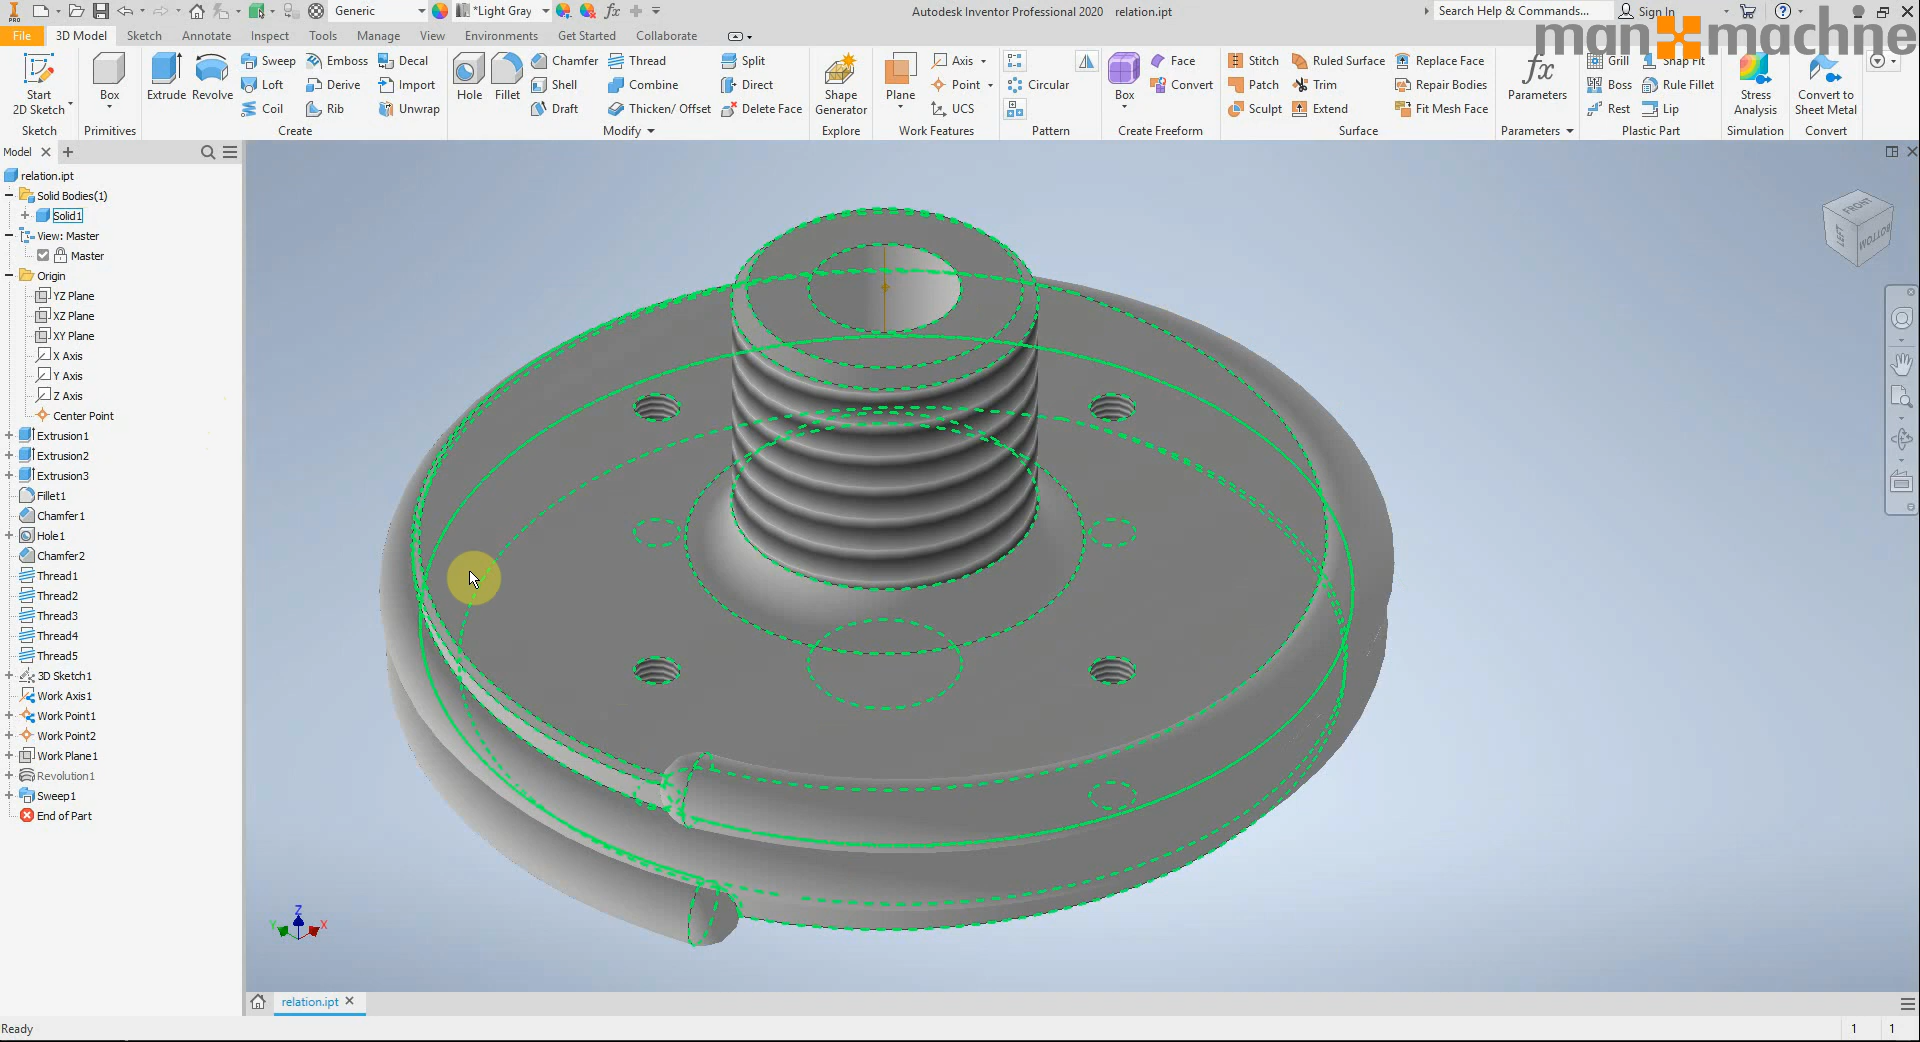 Generic
*Light Gray
fx
Autodesk Inventor Professional 2020 relation.ipt
Search Help & Commands...
Sign In
man machine
File 3D Model Sketch Annotate Inspect Tools Manage View Environments Get Started Collaborate
Start
2D Sketch
Sketch
Box
Primitives
Extrude
Revolve
Sweep
Loft
Coil
Emboss
Derive
Rib
Decal
Import
Unwrap
Create
Hole
Fillet
Chamfer
Shell
Draft
Thread
Combine
Thicken/ Offset
Split
Direct
Delete Face
Modify
Shape
Generator
Explore
Plane
Axis
Point
UCS
Work Features
Circular
Pattern
Box
Face
Convert
Create Freeform
Stitch
Patch
Sculpt
Ruled Surface
Trim
Extend
Replace Face
Repair Bodies
Fit Mesh Face
Surface
fx
Parameters
Parameters
Grill
Boss
Rest
Snap Fit
Rule Fillet
Lip
Plastic Part
Stress
Analysis
Simulation
Convert to
Sheet Metal
Convert
Model
relation.ipt
Solid Bodies(1)
Solid1
View: Master
Master
Origin
YZ Plane
XZ Plane
XY Plane
X Axis
Y Axis
Z Axis
Center Point
Extrusion1
Extrusion2
Extrusion3
Fillet1
Chamfer1
Hole1
Chamfer2
Thread1
Thread2
Thread3
Thread4
Thread5
3D Sketch1
Work Axis1
Work Point1
Work Point2
Work Plane1
Revolution1
Sweep1
End of Part
FRONT
LEFT
BOTTOM
Z
Y
X
relation.ipt
Ready
1 1